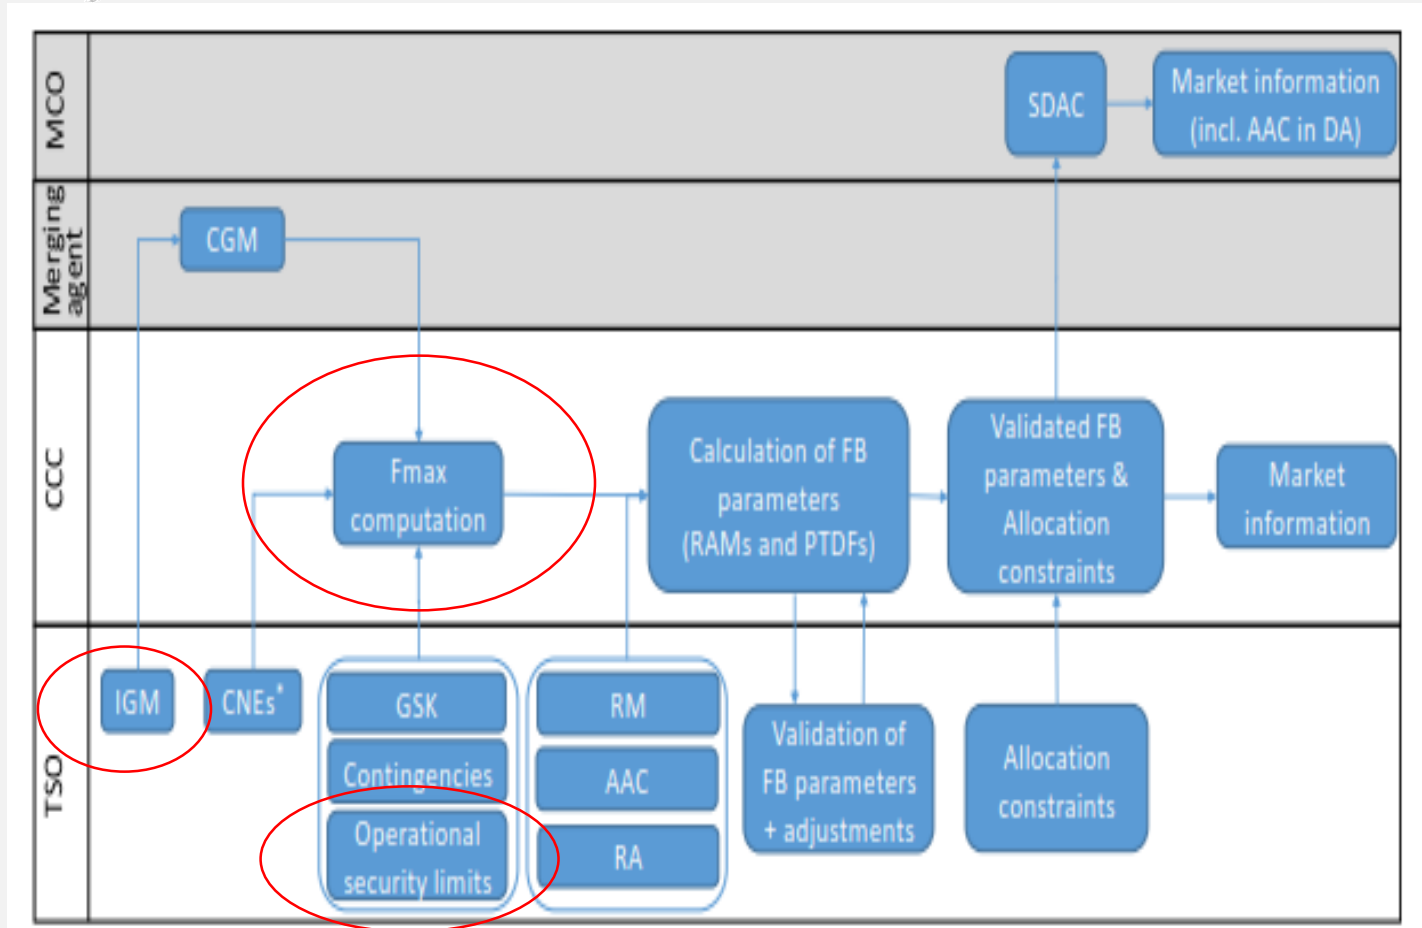 MCO
SDAC
Market information
(incl. AAC in DA)
Merging
agent
CGM
CCC
Fmax
computation
Calculation of FB
parameters
(RAMs and PTDFs)
Validated FB
parameters &
Allocation
constraints
Market
information
TSO
IGM
CNEs*
GSK
Contingencies
Operational
security limits
RM
AAC
RA
Validation of
FB parameters
+ adjustments
Allocation
constraints